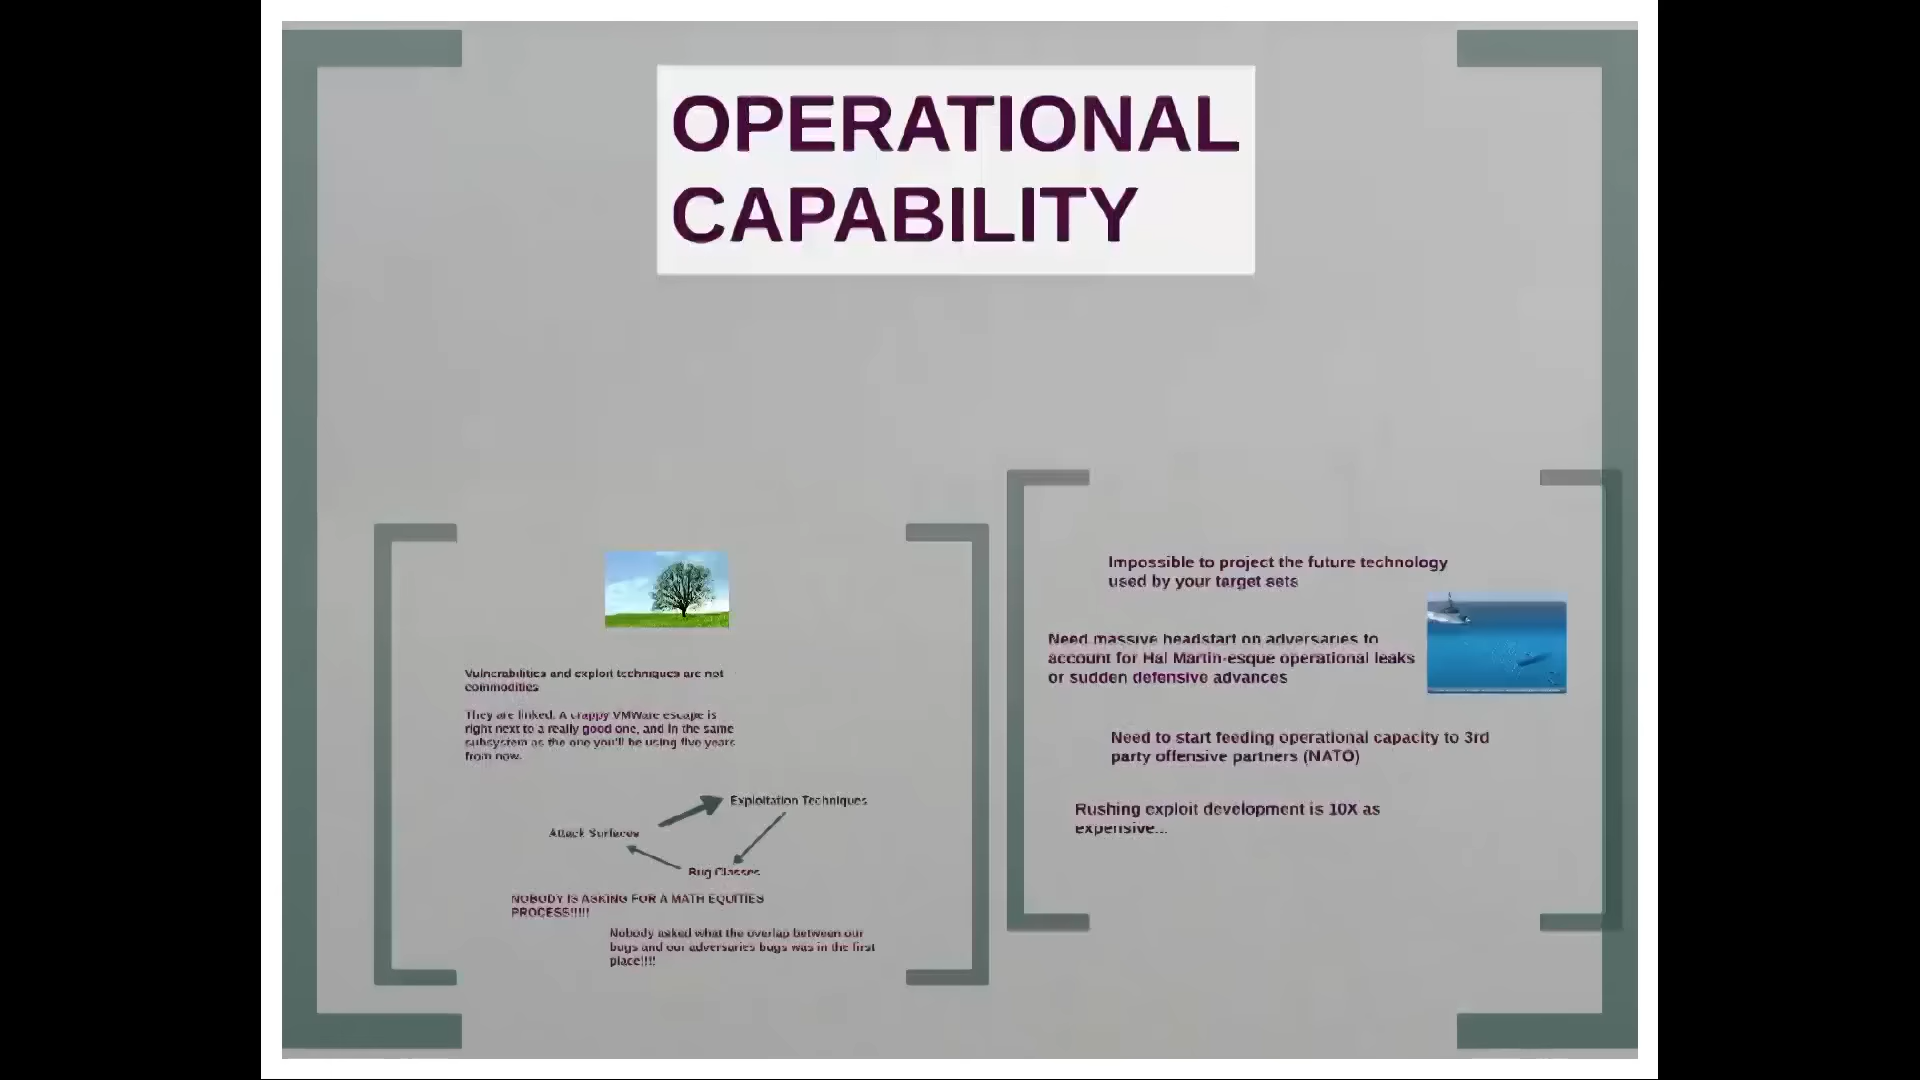 OPERATIONAL
CAPABILITY
Vulnerabilities and exploit techniques are not
commodities
They are linked. A crappy VMWare escape is
right next to a really good one, and in the same
subsystem as the one you'll be using five years
from now.
Exploitation Techniques
Attack Surfaces
Bug Classes
NOBODY IS ASKING FOR A MATH EQUITIES
PROCESS!!!!!
Nobody asked what the overlap between our
bugs and our adversaries bugs was in the first
place!!!!
Impossible to project the future technology
used by your target sets
Need massive headstart on adversaries to
account for Hal Martin-esque operational leaks
or sudden defensive advances
Need to start feeding operational capacity to 3rd
party offensive partners (NATO)
Rushing exploit development is 10X as
expensive...